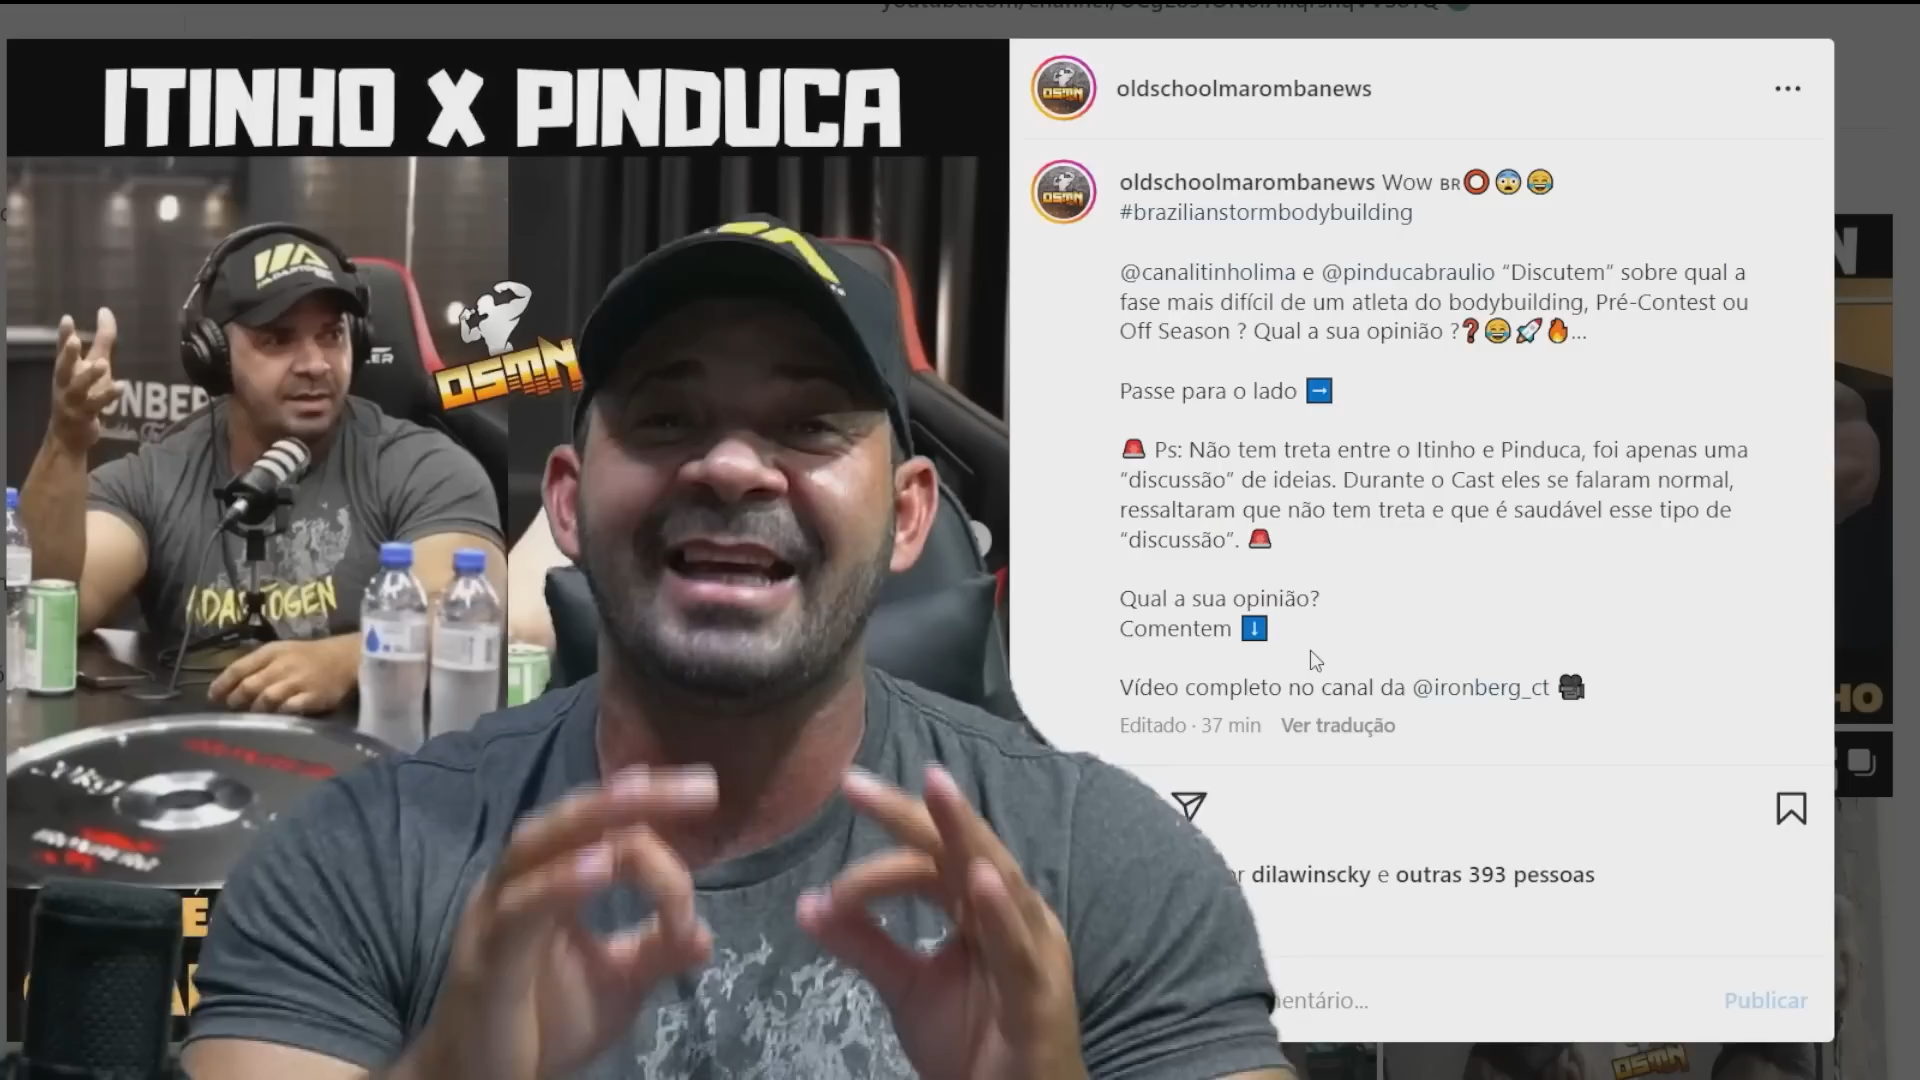 ITINHO X PINDUCA
oldschoolmarombanews
oldschoolmarombanews Wow BR⭕😨😂
#brazilianstormbodybuilding
@canalitinholima e @pinducabraulio “Discutem” sobre qual a
fase mais difícil de um atleta do bodybuilding, Pré-Contest ou
Off Season ? Qual a sua opinião ?❓😂🚀🔥...
Passe para o lado ➡️
🚨 Ps: Não tem treta entre o Itinho e Pinduca, foi apenas uma
“discussão” de ideias. Durante o Cast eles se falaram normal,
ressaltaram que não tem treta e que é saudável esse tipo de
“discussão”. 🚨
Qual a sua opinião?
Comentem ⬇️
Vídeo completo no canal da @ironberg_ct 🎥
Editado · 37 min Ver tradução
dilawinscky e outras 393 pessoas
Publicar
OSMN
OSMN
OSMN
OSMN